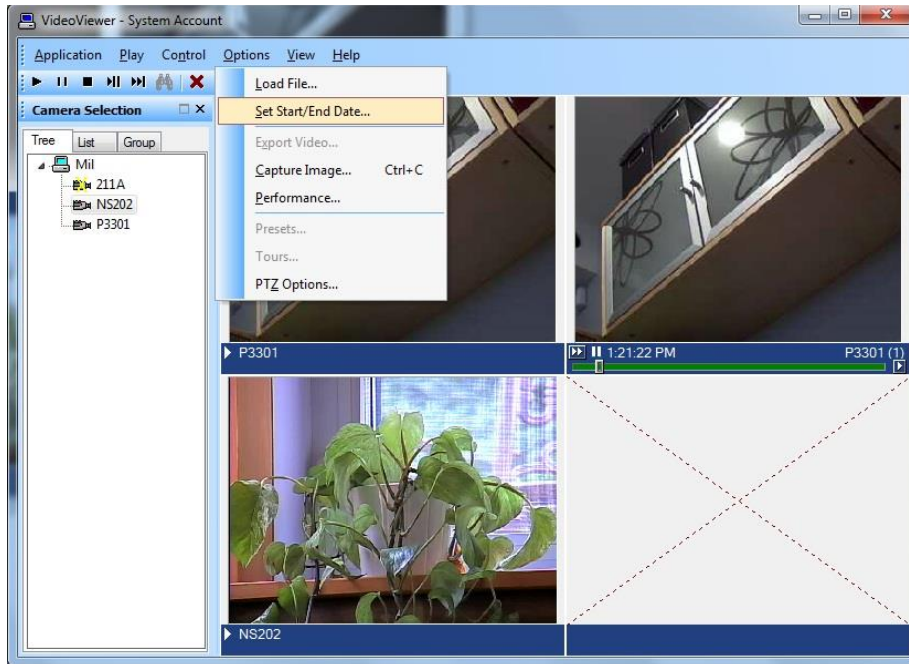 VideoViewer - System Account
Application Play Control Options View Help
Camera Selection
Tree List Group
Mil
211A
NS202
P3301
Load File...
Set Start/End Date...
Export Video...
Capture Image... Ctrl+C
Performance...
Presets...
Tours...
PTZ Options...
P3301
1:21:22 PM P3301 (1)
NS202